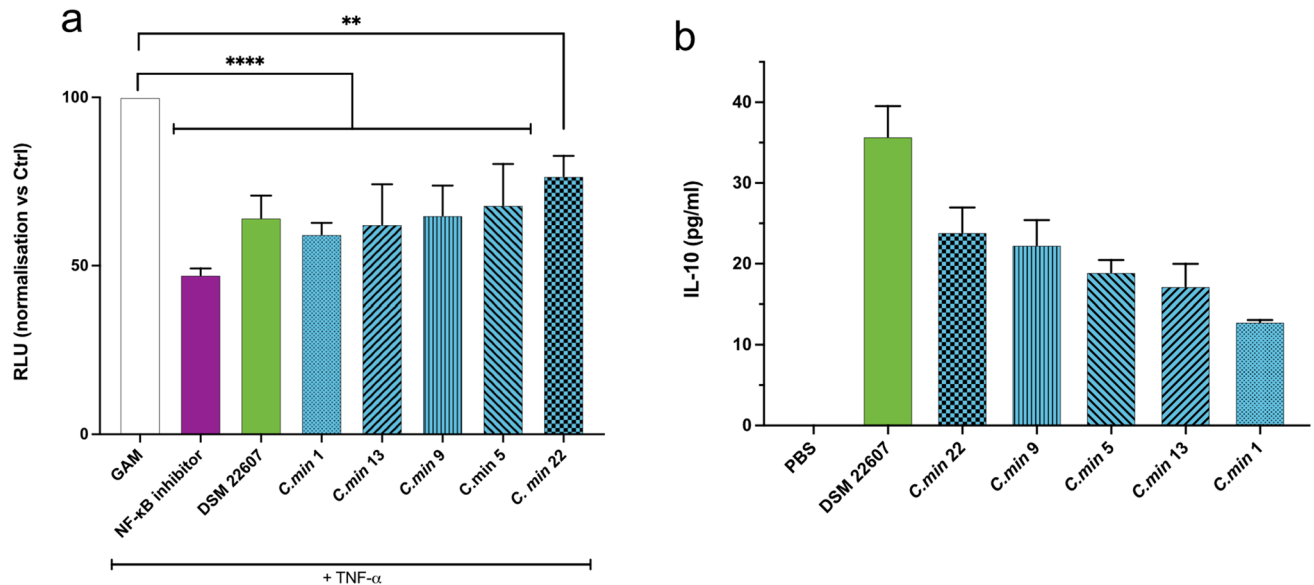 a
**
****
RLU (normalisation vs Ctrl)
100
50
0
GAM
NF-κB inhibitor
DSM 22607
C.min 1
C.min 13
C.min 9
C.min 5
C. min 22
+ TNF-α
b
IL-10 (pg/ml)
40
30
20
10
0
PBS
DSM 22607
C.min 22
C.min 9
C.min 5
C.min 13
C.min 1